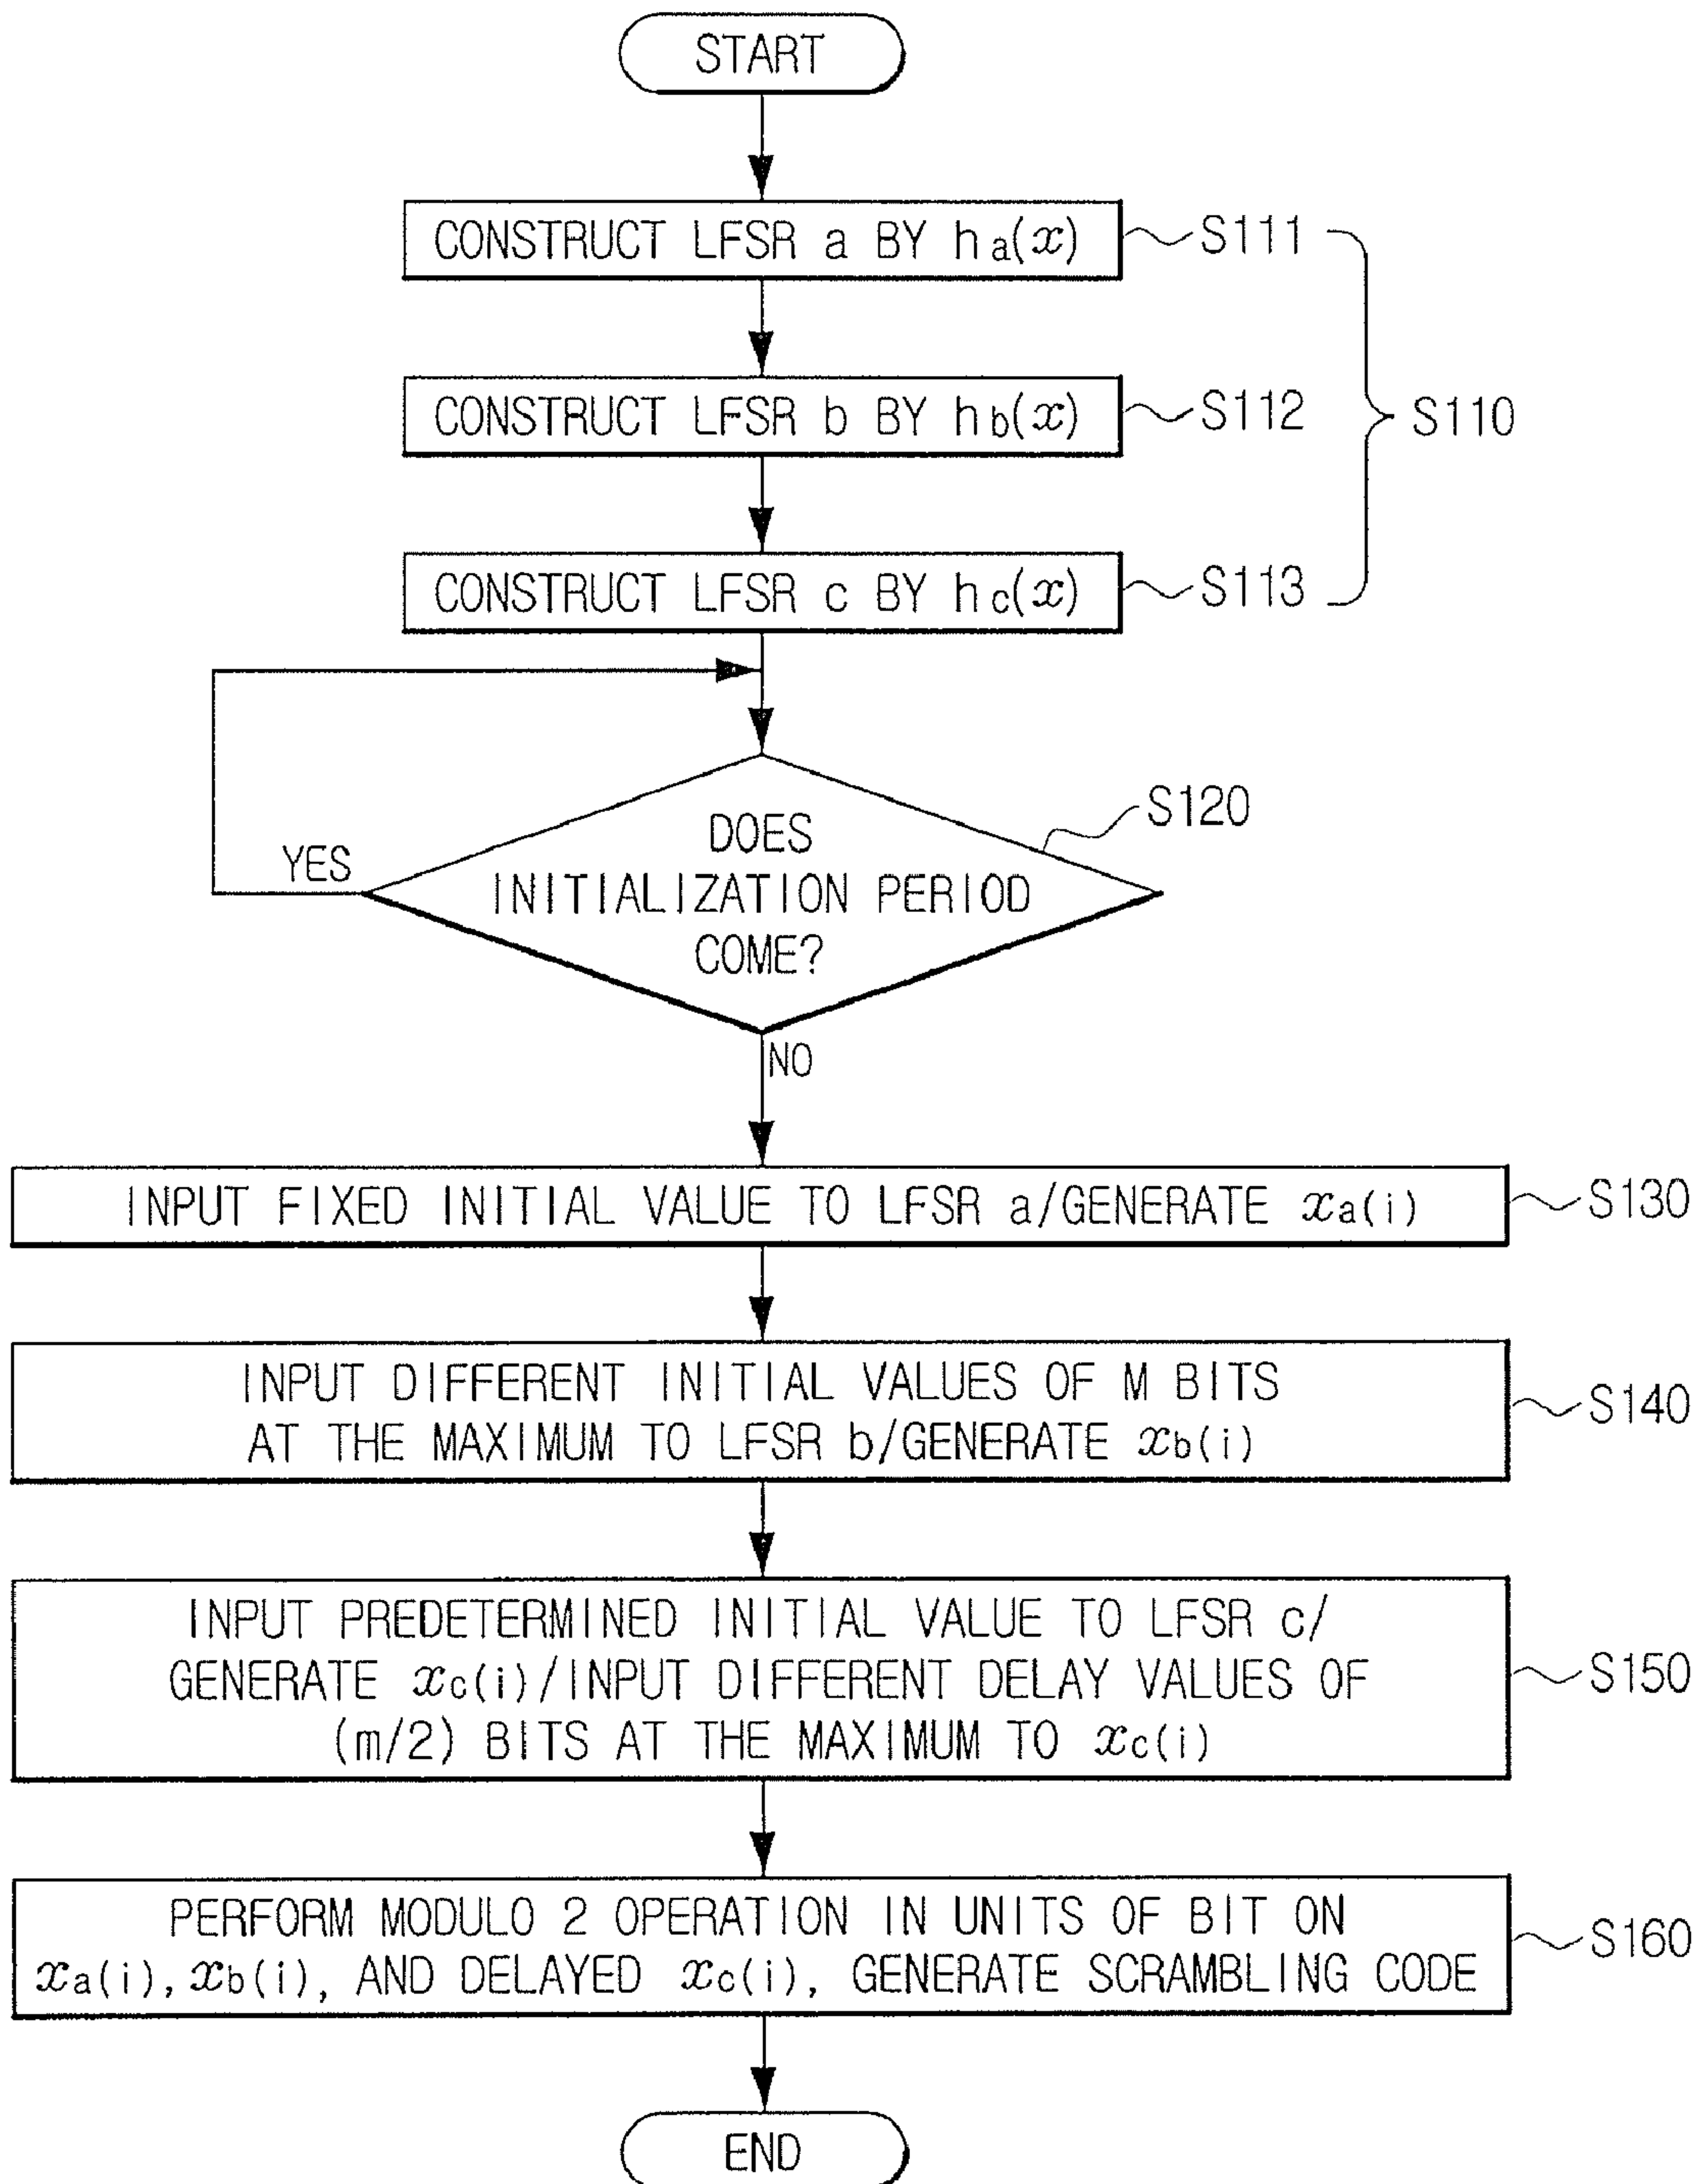 START
CONSTRUCT LFSR a BY ha(x)
S111
CONSTRUCT LFSR b BY hb(x)
S112
S110
CONSTRUCT LFSR c BY hc(x)
S113
S120
DOES
INITIALIZATION PERIOD
COME?
YES
NO
INPUT FIXED INITIAL VALUE TO LFSR a/GENERATE xa(i)
S130
INPUT DIFFERENT INITIAL VALUES OF M BITS
AT THE MAXIMUM TO LFSR b/GENERATE xb(i)
S140
INPUT PREDETERMINED INITIAL VALUE TO LFSR c/
GENERATE xc(i)/INPUT DIFFERENT DELAY VALUES OF
(m/2) BITS AT THE MAXIMUM TO xc(i)
S150
PERFORM MODULO 2 OPERATION IN UNITS OF BIT ON
xa(i), xb(i), AND DELAYED xc(i), GENERATE SCRAMBLING CODE
S160
END